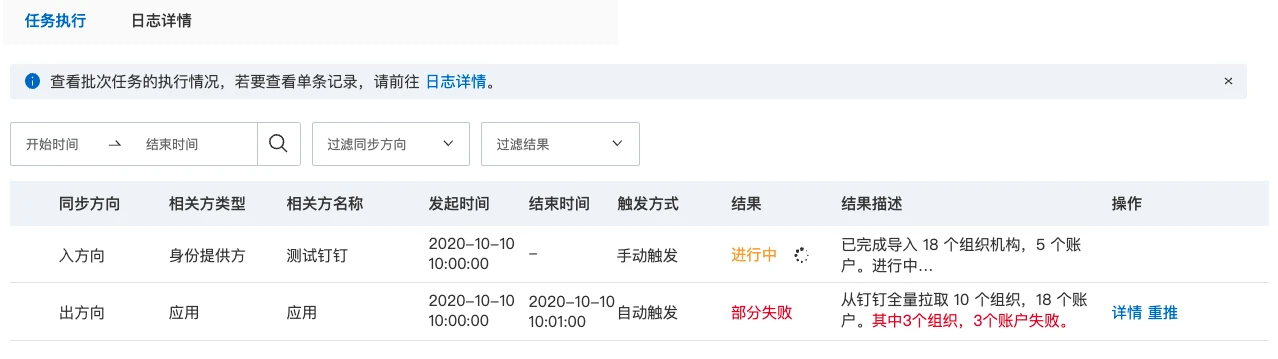 任务执行 日志详情
查看批次任务的执行情况，若要查看单条记录，请前往 日志详情。
开始时间 结束时间 过滤同步方向 过滤结果
同步方向 相关方类型 相关方名称 发起时间 结束时间 触发方式 结果 结果描述 操作
入方向 身份提供方 测试钉钉 2020-10-10 10:00:00 - 手动触发 进行中 已完成导入 18 个组织机构，5 个账户。进行中...
出方向 应用 应用 2020-10-10 10:00:00 2020-10-10 10:01:00 自动触发 部分失败 从钉钉全量拉取 10 个组织，18 个账户。其中3个组织，3个账户失败。 详情 重推